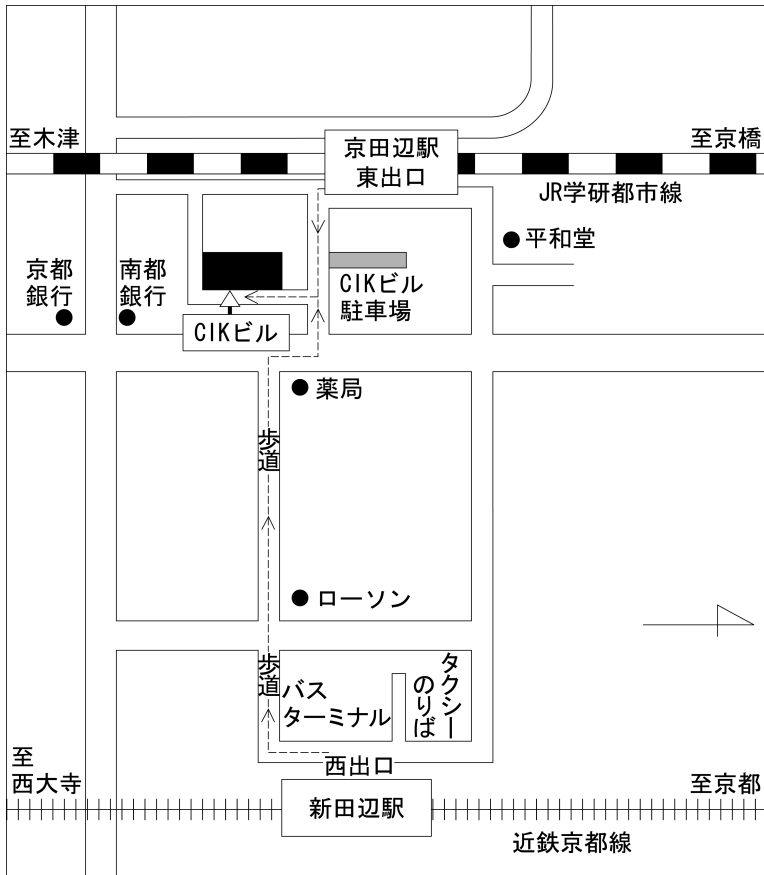 至木津
京田辺駅
東出口
至京橋
JR学研都市線
平和堂
京都
銀行
南都
銀行
CIKビル
駐車場
CIKビル
薬局
歩道
ローソン
歩道
バス
ターミナル
タクシー
のりば
西出口
至
西大寺
新田辺駅
至京都
近鉄京都線